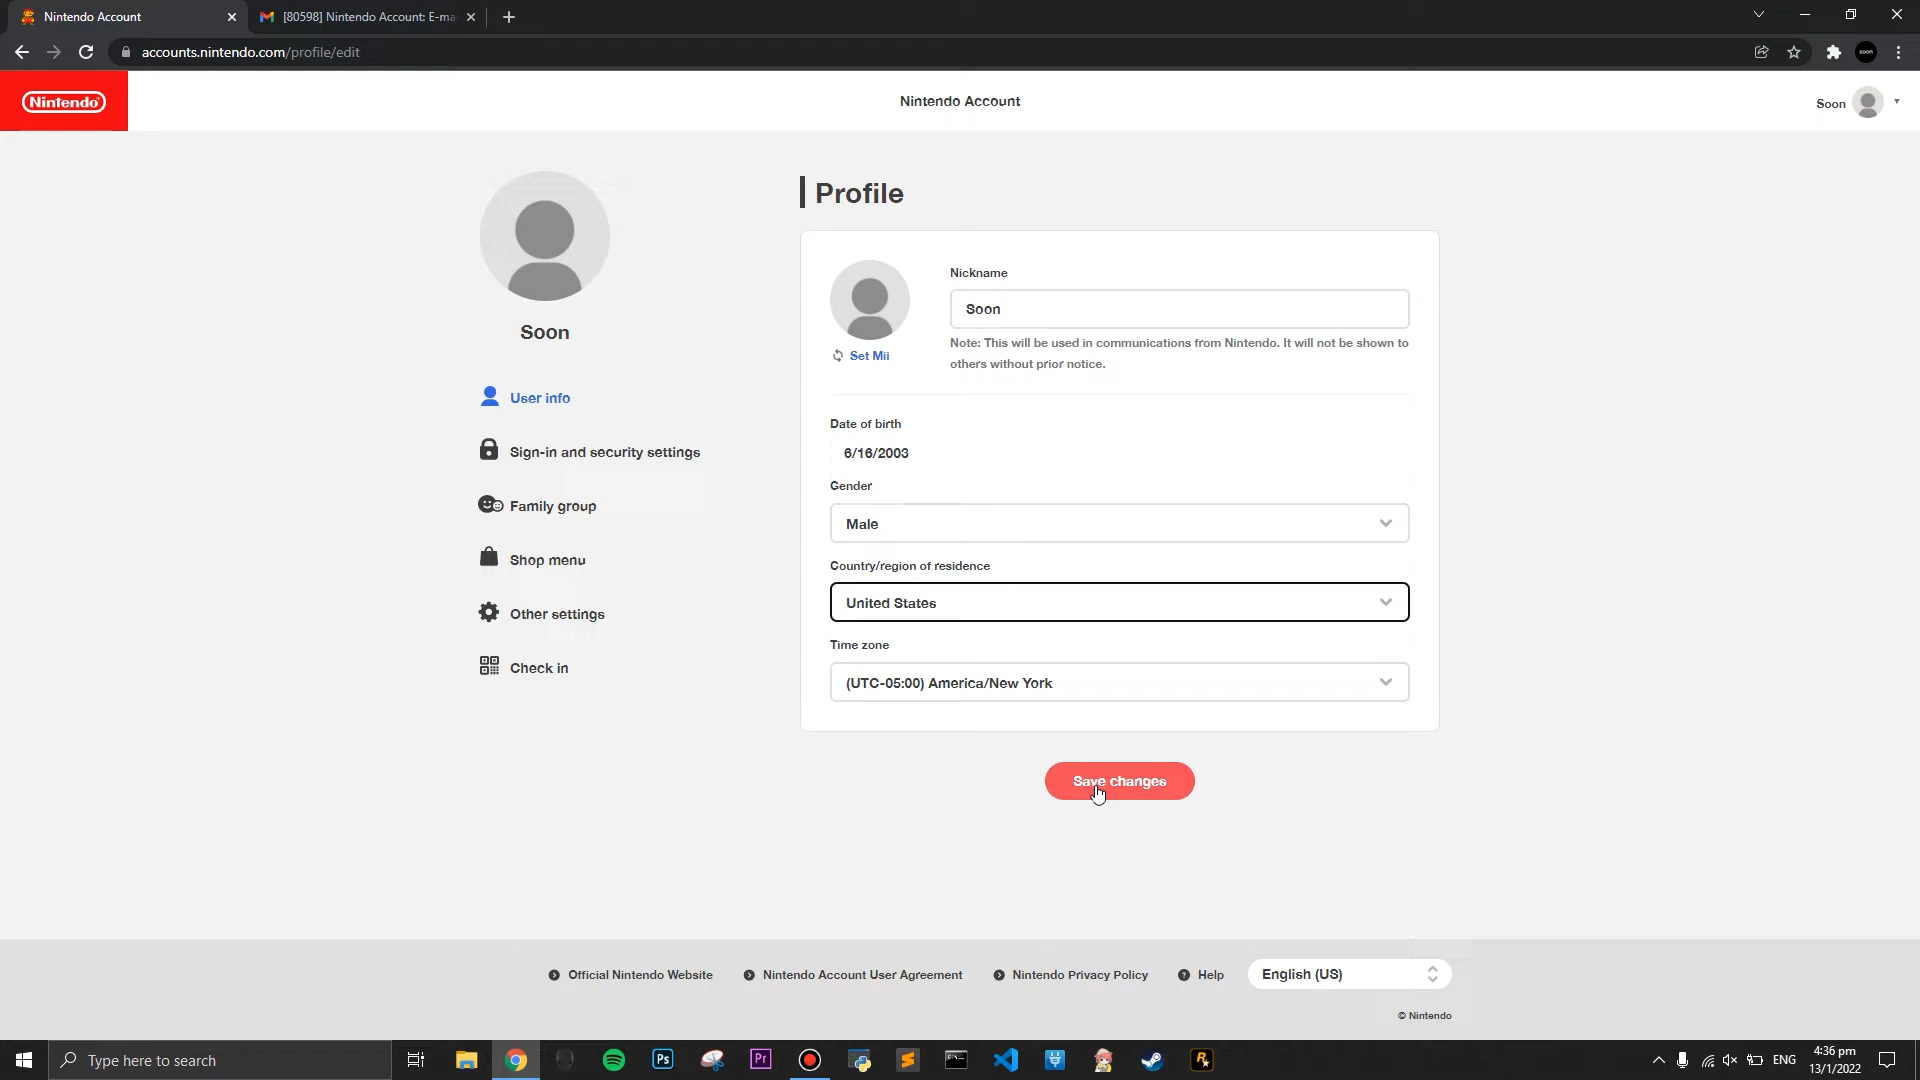 Nintendo Account
[80598] Nintendo Account: E-ma
accounts.nintendo.com/profile/edit
soon
Nintendo
Nintendo Account
Soon
Profile
Nickname
Soon
Note: This will be used in communications from Nintendo. It will not be shown to
others without prior notice.
Set Mii
Soon
User info
Sign-in and security settings
Family group
Shop menu
Other settings
Check in
Date of birth
6/16/2003
Gender
Male
Country/region of residence
United States
Time zone
(UTC-05:00) America/New York
Save changes
Official Nintendo Website
Nintendo Account User Agreement
Nintendo Privacy Policy
Help
English (US)
© Nintendo
Type here to search
Ps
Pr
ENG
4:36 pm
13/1/2022